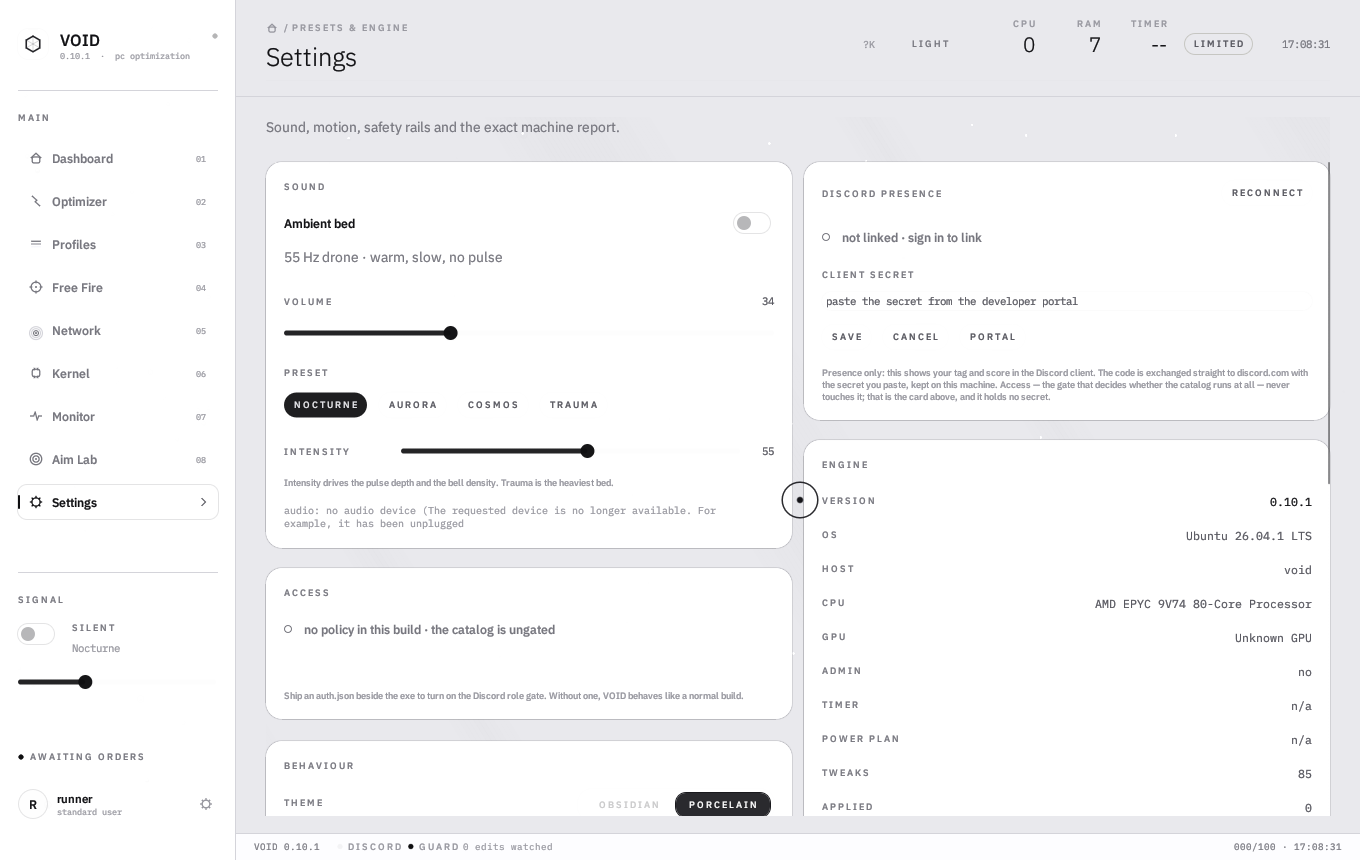 VOID
0.10.1 · pc optimization
MAIN
Dashboard 01
Optimizer 02
Profiles 03
Free Fire 04
Network 05
Kernel 06
Monitor 07
Aim Lab 08
Settings
SIGNAL
SILENT
Nocturne
AWAITING ORDERS
R
runner
standard user
/ PRESETS & ENGINE
Settings
?K
LIGHT
CPU
0
RAM
7
TIMER
--
LIMITED
17:08:31
Sound, motion, safety rails and the exact machine report.
SOUND
Ambient bed
55 Hz drone · warm, slow, no pulse
VOLUME 34
PRESET
NOCTURNE AURORA COSMOS TRAUMA
INTENSITY 55
Intensity drives the pulse depth and the bell density. Trauma is the heaviest bed.
audio: no audio device (The requested device is no longer available. For
example, it has been unplugged
ACCESS
no policy in this build · the catalog is ungated
Ship an auth.json beside the exe to turn on the Discord role gate. Without one, VOID behaves like a normal build.
BEHAVIOUR
THEME OBSIDIAN PORCELAIN
DISCORD PRESENCE RECONNECT
not linked · sign in to link
CLIENT SECRET
paste the secret from the developer portal
SAVE CANCEL PORTAL
Presence only: this shows your tag and score in the Discord client. The code is exchanged straight to discord.com with
the secret you paste, kept on this machine. Access — the gate that decides whether the catalog runs at all — never
touches it; that is the card above, and it holds no secret.
ENGINE
VERSION 0.10.1
OS Ubuntu 26.04.1 LTS
HOST void
CPU AMD EPYC 9V74 80-Core Processor
GPU Unknown GPU
ADMIN no
TIMER n/a
POWER PLAN n/a
TWEAKS 85
APPLIED 0
VOID 0.10.1 DISCORD GUARD 0 edits watched 000/100 · 17:08:31